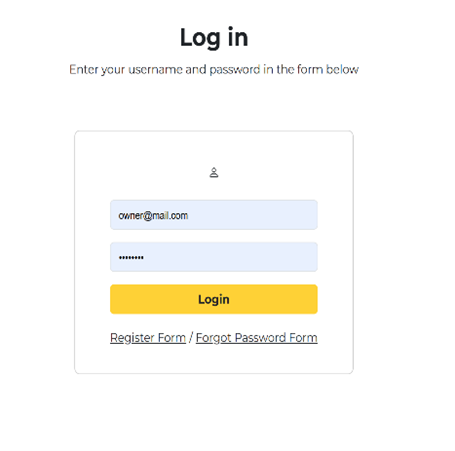 Log in
Enter your username and password in the form below
owner@mail.com
••••••••
Login
Register Form / Forgot Password Form